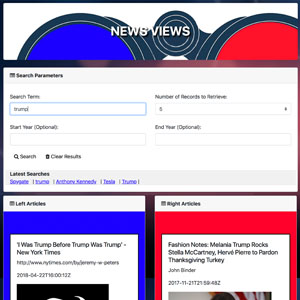 NEWS VIEWS
Search Parameters
Search Term: Number of Records to Retrieve:
trump 5
Start Year (Optional): End Year (Optional):
Search Clear Results
Latest Searches
Spygate | trump | Anthony Kennedy | Tesla | Trump |
Left Articles
'I Was Trump Before Trump Was Trump' -
New York Times
http://www.nytimes.com/by/jeremy-w-peters
2018-04-22T16:00:12Z
Right Articles
Fashion Notes: Melania Trump Rocks
Stella McCartney, Hervé Pierre to Pardon
Thanksgiving Turkey
John Binder
2017-11-21T21:59:48Z